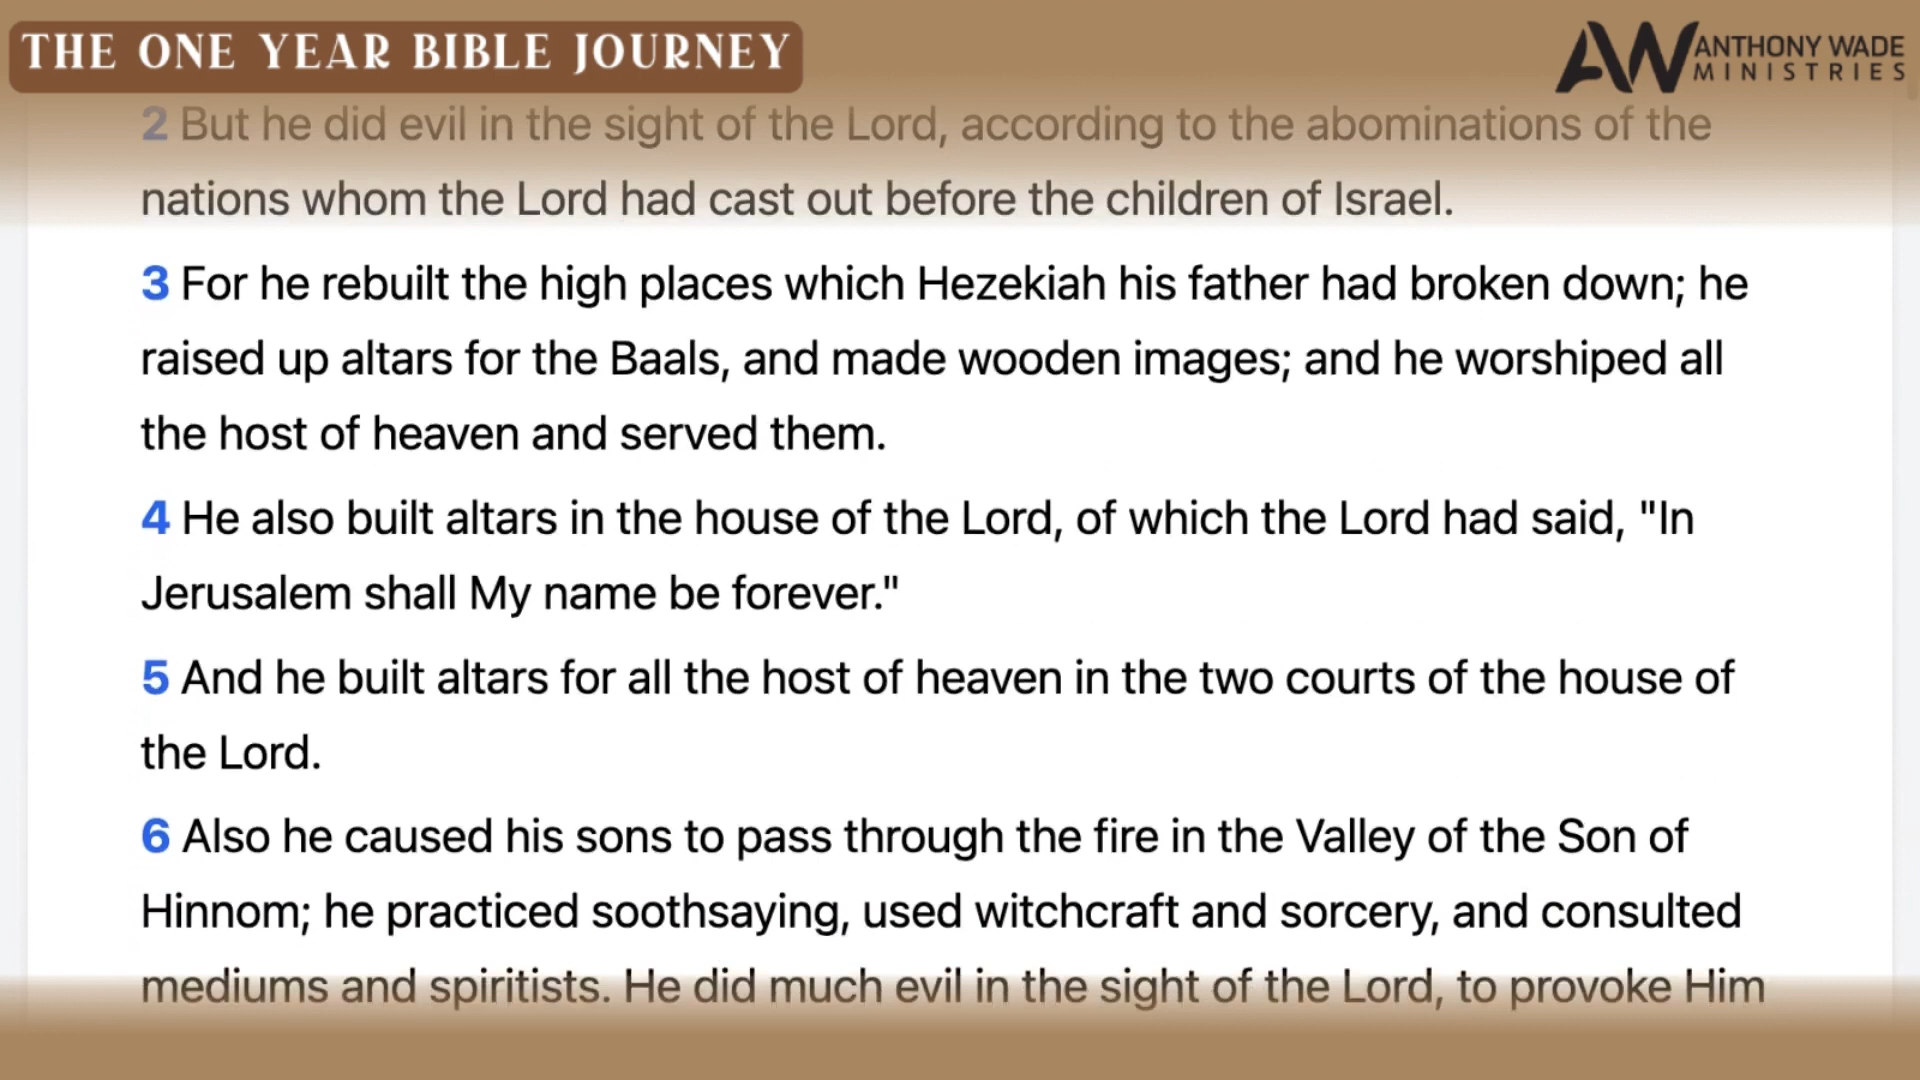 THE ONE YEAR BIBLE JOURNEY
AW ANTHONY WADE
MINISTRIES
2 But he did evil in the sight of the Lord, according to the abominations of the
nations whom the Lord had cast out before the children of Israel.
3 For he rebuilt the high places which Hezekiah his father had broken down; he
raised up altars for the Baals, and made wooden images; and he worshiped all
the host of heaven and served them.
4 He also built altars in the house of the Lord, of which the Lord had said, "In
Jerusalem shall My name be forever."
5 And he built altars for all the host of heaven in the two courts of the house of
the Lord.
6 Also he caused his sons to pass through the fire in the Valley of the Son of
Hinnom; he practiced soothsaying, used witchcraft and sorcery, and consulted
mediums and spiritists. He did much evil in the sight of the Lord, to provoke Him